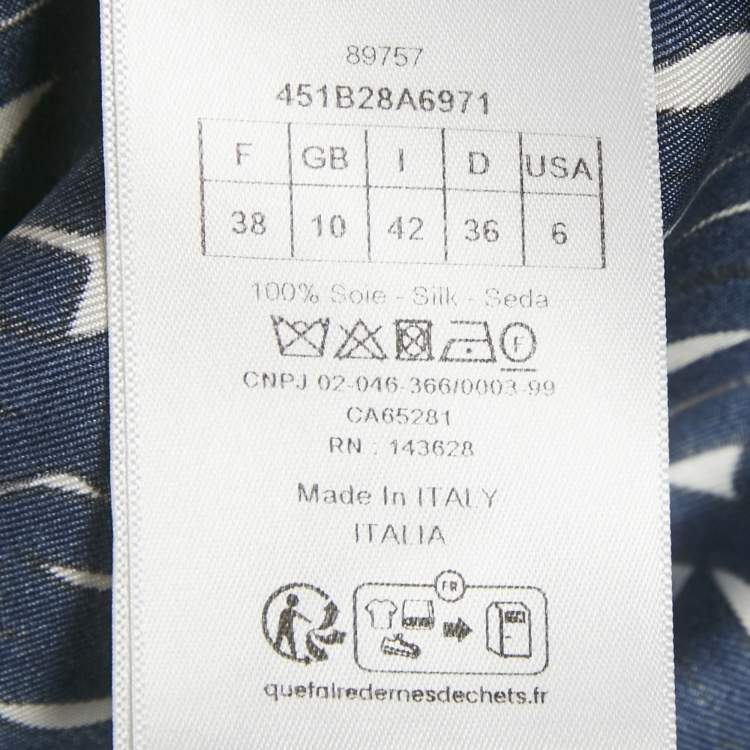 89757
451B28A6971
F GB I D USA
38 10 42 36 6
100% Soie - Silk - Seda
F
CNPJ 02-046-366/0003-99
CA65281
RN : 143628
Made In ITALY
ITALIA
FR
quefairedemesdechets.fr